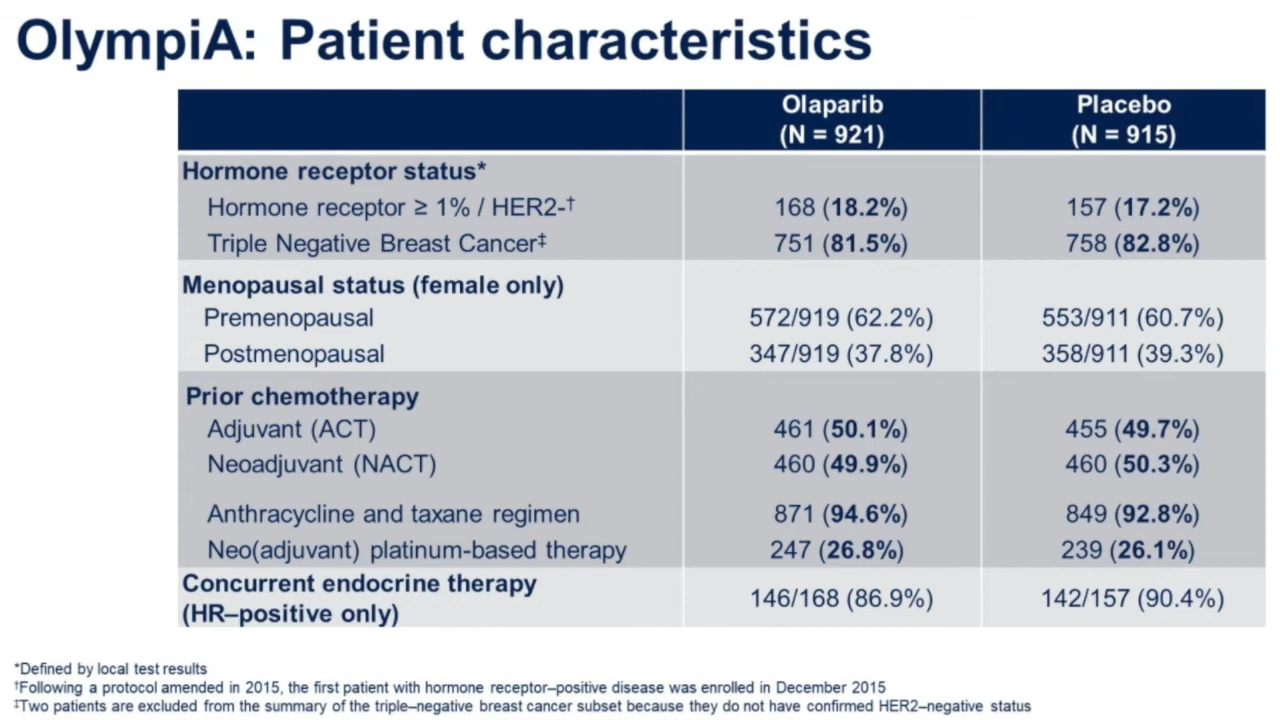 OlympiA: Patient characteristics
Olaparib Placebo
(N = 921) (N = 915)
Hormone receptor status*
Hormone receptor ≥ 1% / HER2-† 168 (18.2%) 157 (17.2%)
Triple Negative Breast Cancer‡ 751 (81.5%) 758 (82.8%)
Menopausal status (female only)
Premenopausal 572/919 (62.2%) 553/911 (60.7%)
Postmenopausal 347/919 (37.8%) 358/911 (39.3%)
Prior chemotherapy
Adjuvant (ACT) 461 (50.1%) 455 (49.7%)
Neoadjuvant (NACT) 460 (49.9%) 460 (50.3%)
Anthracycline and taxane regimen 871 (94.6%) 849 (92.8%)
Neo(adjuvant) platinum-based therapy 247 (26.8%) 239 (26.1%)
Concurrent endocrine therapy
(HR–positive only) 146/168 (86.9%) 142/157 (90.4%)
*Defined by local test results
†Following a protocol amended in 2015, the first patient with hormone receptor–positive disease was enrolled in December 2015
‡Two patients are excluded from the summary of the triple–negative breast cancer subset because they do not have confirmed HER2–negative status